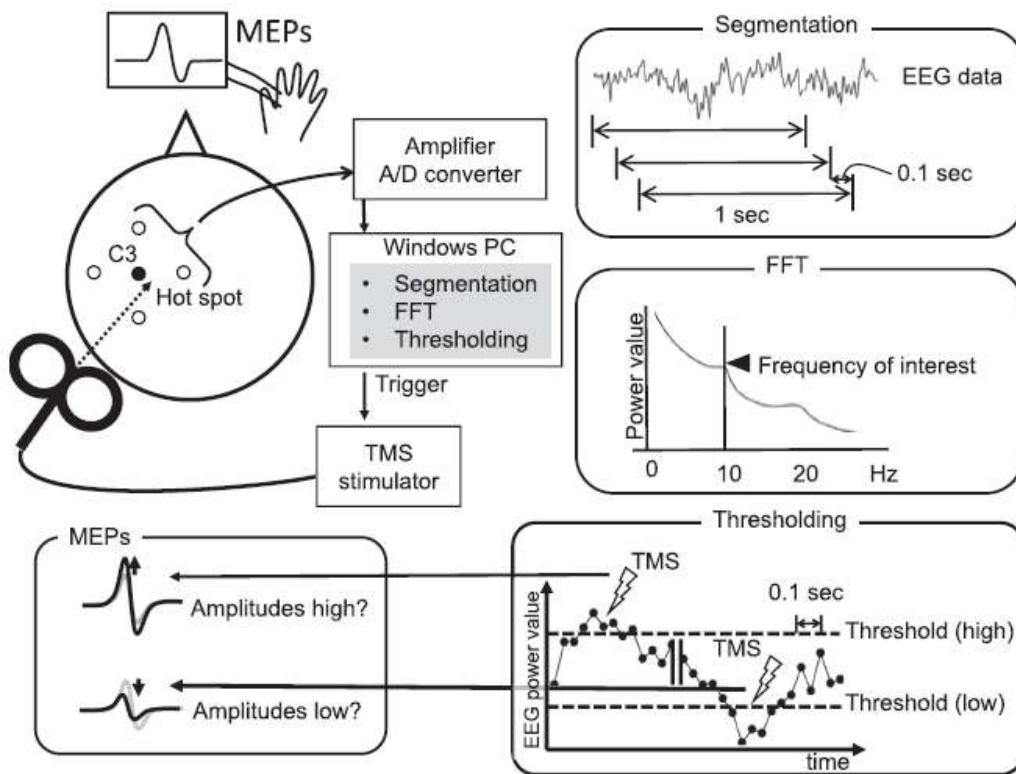 MEPs
Amplifier
A/D converter
C3
Hot spot
Windows PC
• Segmentation
• FFT
• Thresholding
Trigger
TMS
stimulator
Segmentation
EEG data
0.1 sec
1 sec
FFT
Power value
Frequency of interest
0
10
20
Hz
MEPs
Amplitudes high?
Amplitudes low?
Thresholding
TMS
0.1 sec
Threshold (high)
TMS
Threshold (low)
EEG power value
time